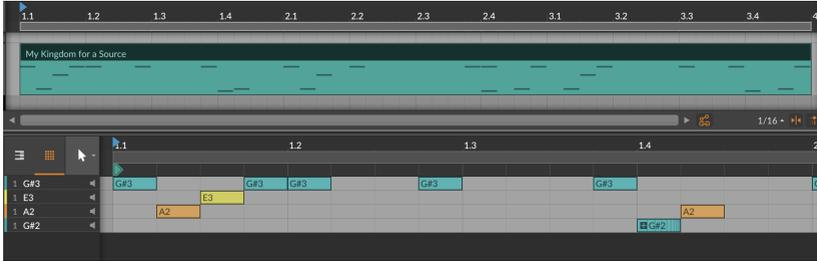 1.1 1.2 1.3 1.4 2.1 2.2 2.3 2.4 3.1 3.2 3.3 3.4 4
My Kingdom for a Source
1/16
1.1 1.2 1.3 1.4 2
1 G#3 G#3 G#3 G#3 G#3 G#3
1 E3 E3
1 A2 A2 A2
1 G#2 G#2